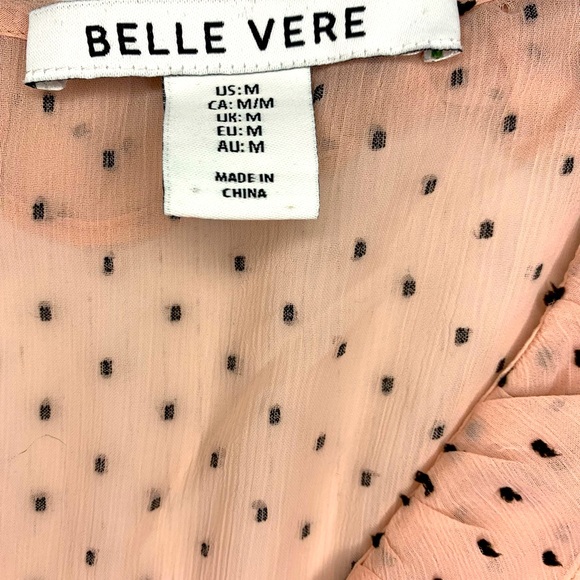 BELLE VERE
US: M
CA: M/M
UK: M
EU: M
AU: M
MADE IN
CHINA